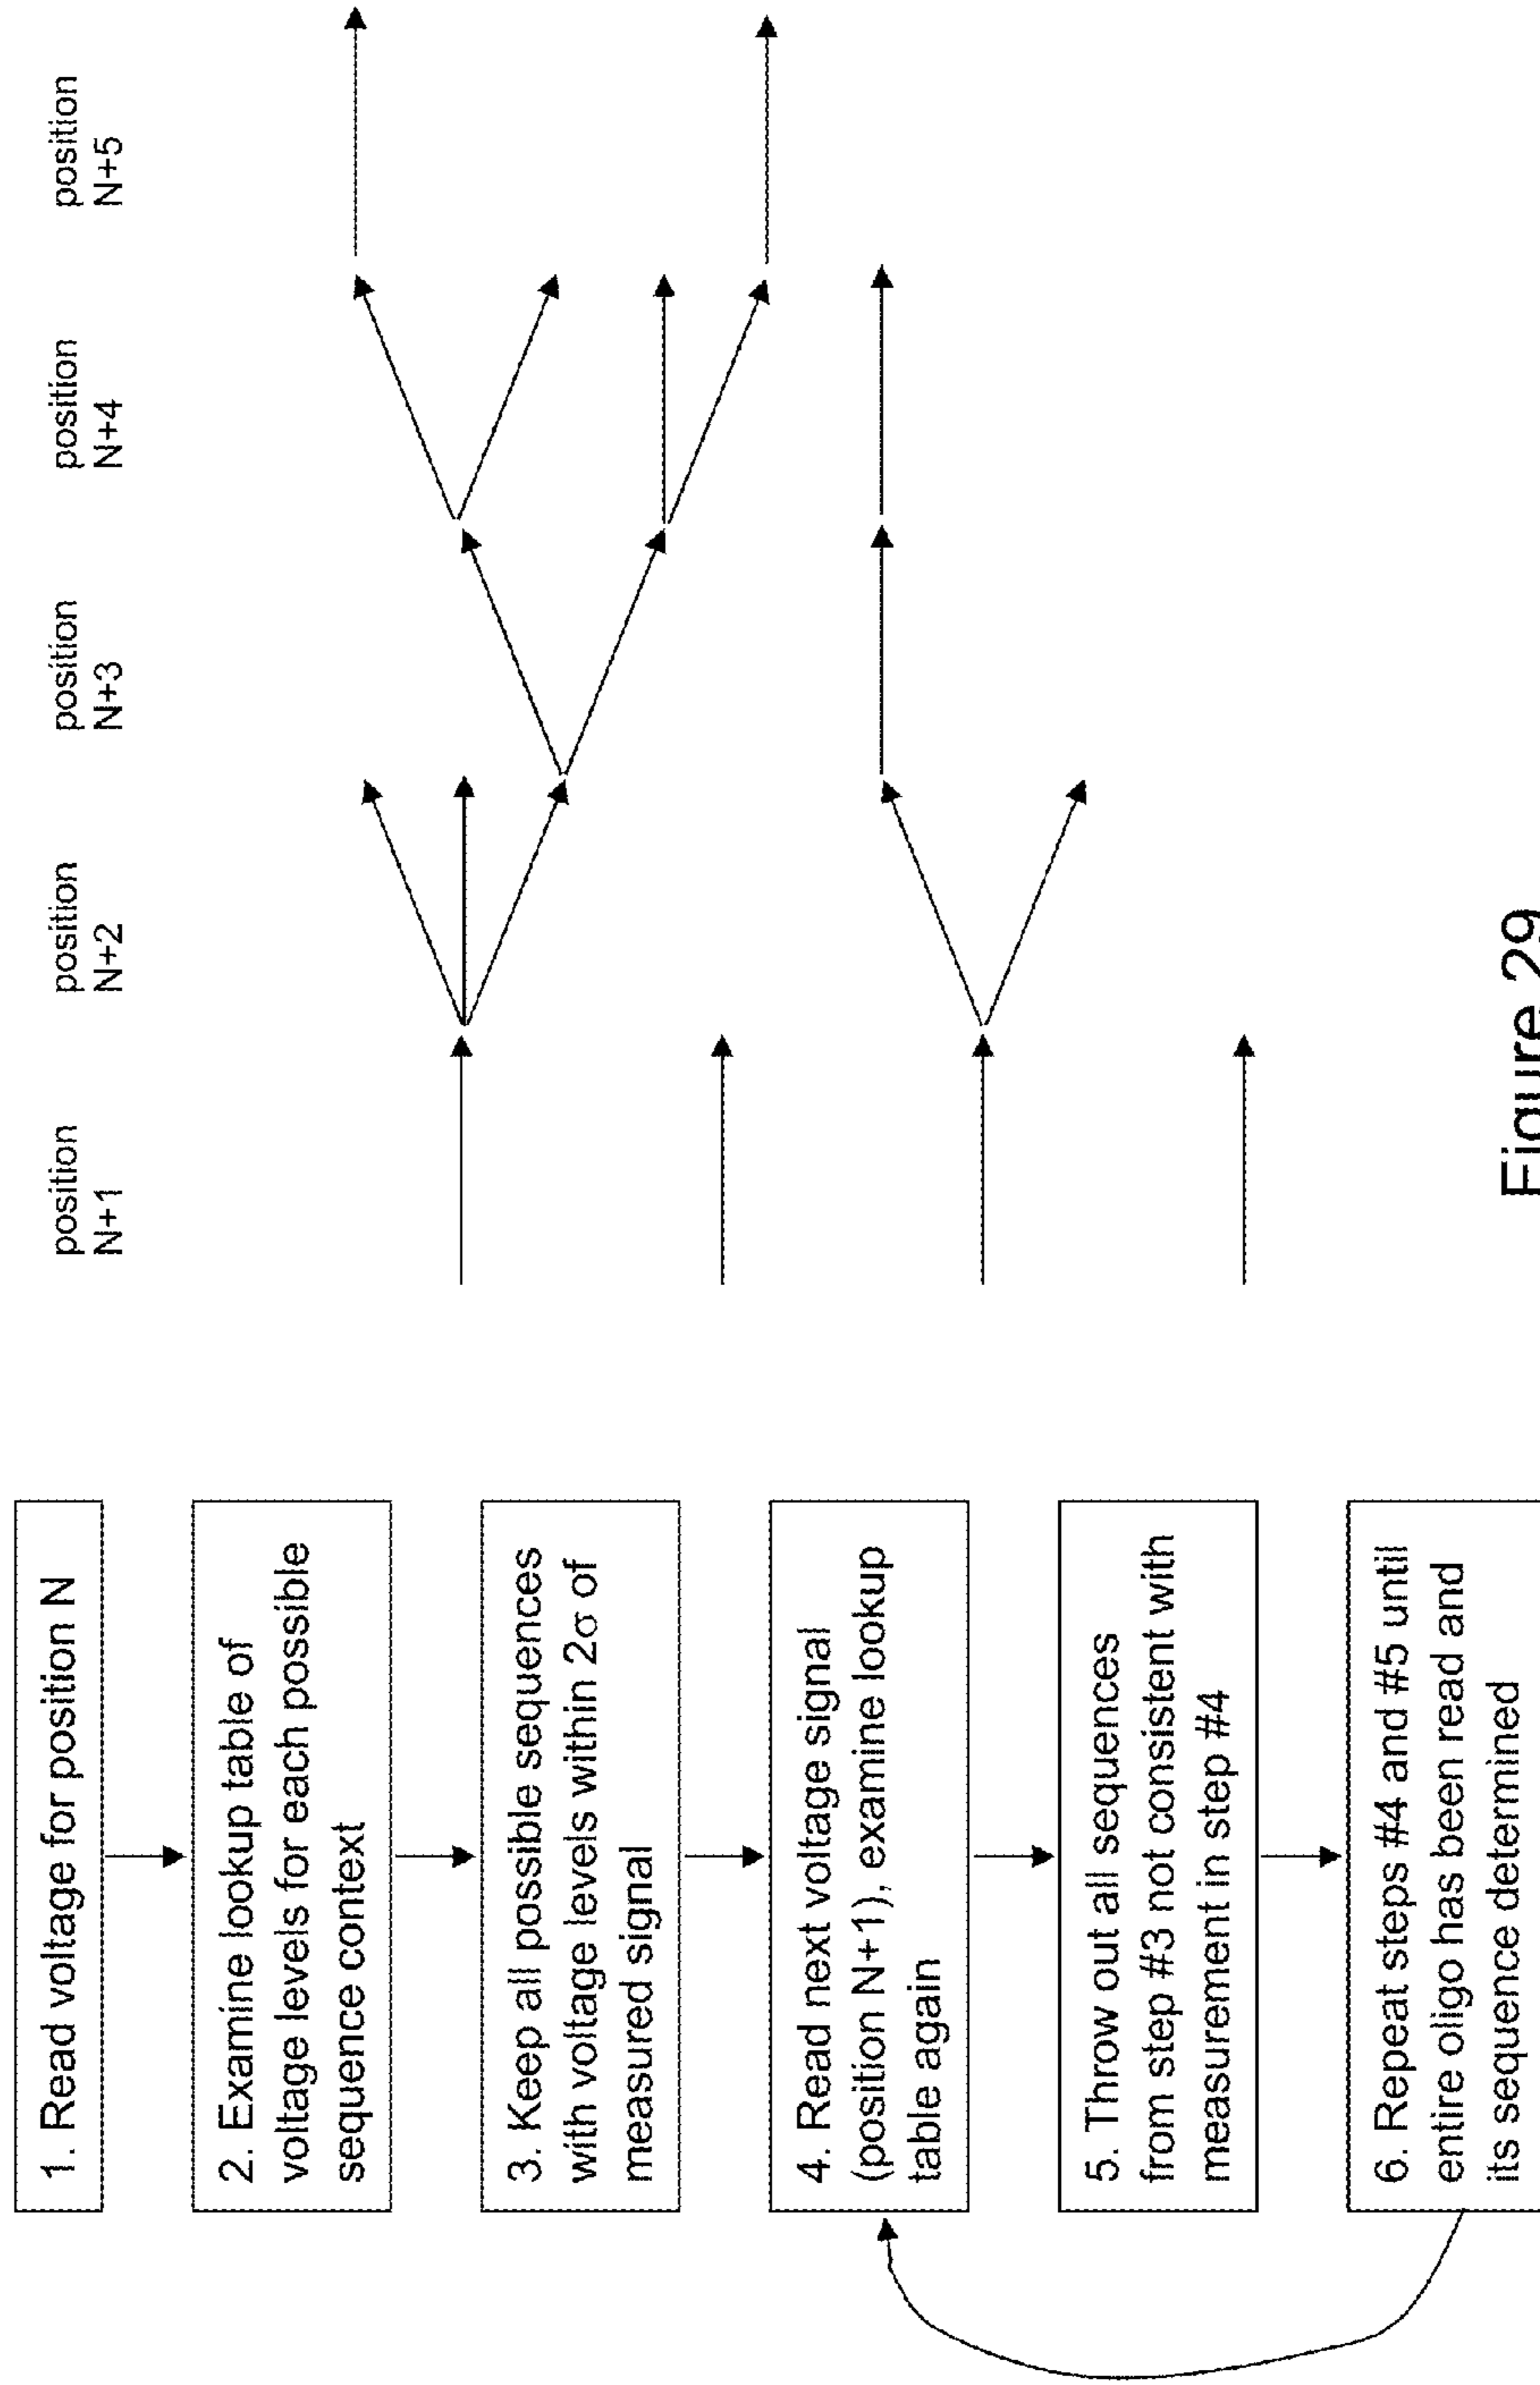 1. Read voltage for position N
2. Examine lookup table of
voltage levels for each possible
sequence context
3. Keep all possible sequences
with voltage levels within 2σ of
measured signal
4. Read next voltage signal
(position N+1), examine lookup
table again
5. Throw out all sequences
from step #3 not consistent with
measurement in step #4
6. Repeat steps #4 and #5 until
entire oligo has been read and
its sequence determined
position
N+1
position
N+2
position
N+3
position
N+4
position
N+5
Figure 29